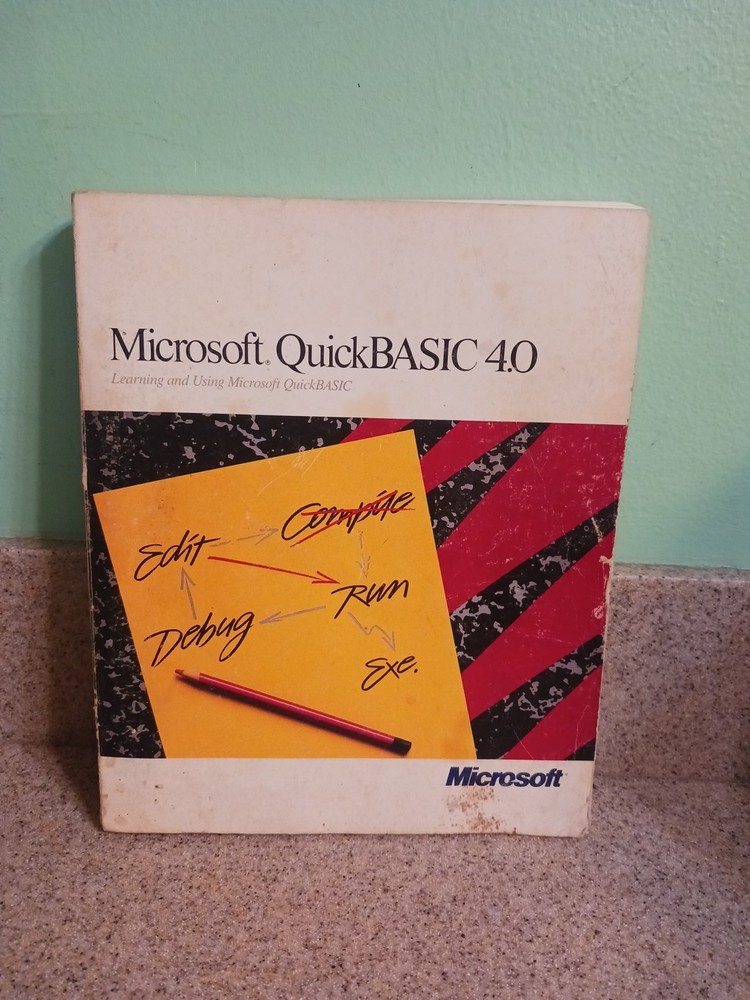 Microsoft® QuickBASIC 4.0
Learning and Using Microsoft QuickBASIC
Edit
Compile
Run
Debug
Exe.
Microsoft